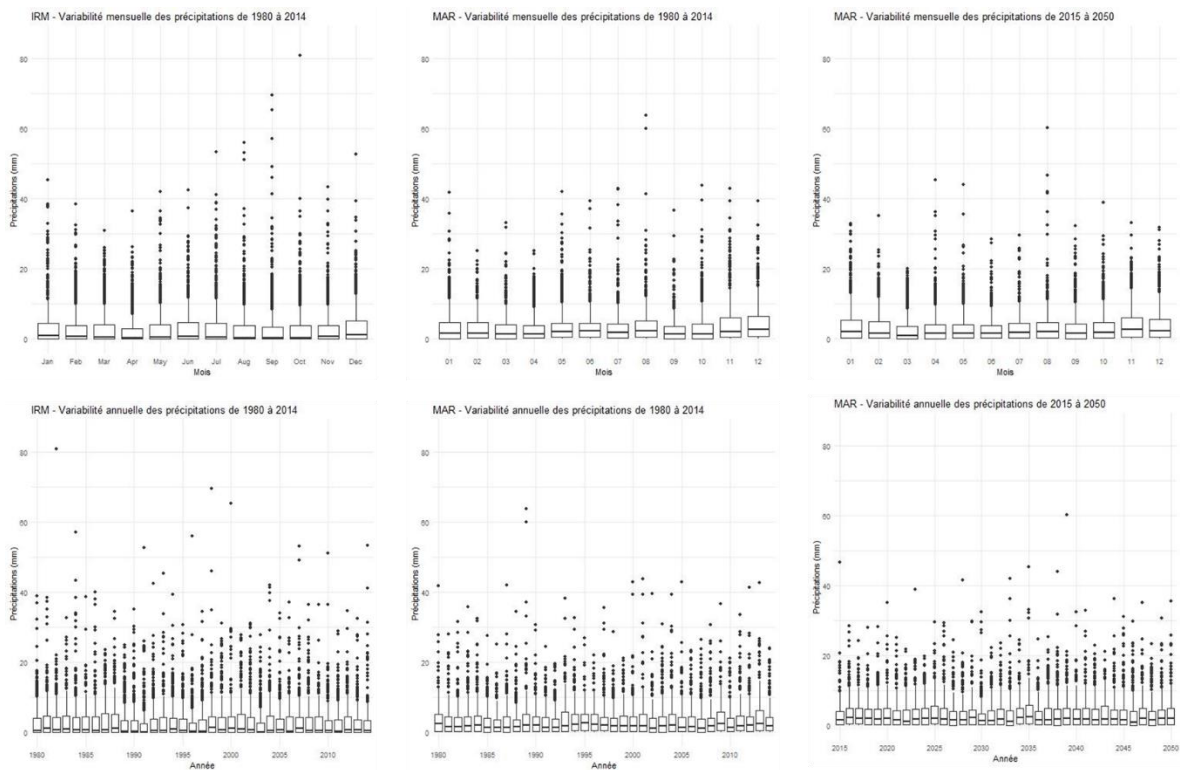 IRM - Variabilité mensuelle des précipitations de 1980 à 2014
80
60
40
20
0
Précipitations (mm)
Jan Feb Mar Apr May Jun Jul Aug Sep Oct Nov Dec
Mois
MAR - Variabilité mensuelle des précipitations de 1980 à 2014
80
60
40
20
0
Précipitations (mm)
01 02 03 04 05 06 07 08 09 10 11 12
Mois
MAR - Variabilité mensuelle des précipitations de 2015 à 2050
80
60
40
20
0
Précipitations (mm)
01 02 03 04 05 06 07 08 09 10 11 12
Mois
IRM - Variabilité annuelle des précipitations de 1980 à 2014
80
60
40
20
0
Précipitations (mm)
1980 1985 1990 1995 2000 2005 2010
Année
MAR - Variabilité annuelle des précipitations de 1980 à 2014
80
60
40
20
0
Précipitations (mm)
1980 1985 1990 1995 2000 2005 2010
Année
MAR - Variabilité annuelle des précipitations de 2015 à 2050
80
60
40
20
0
Précipitations (mm)
2015 2020 2025 2030 2035 2040 2045 2050
Année